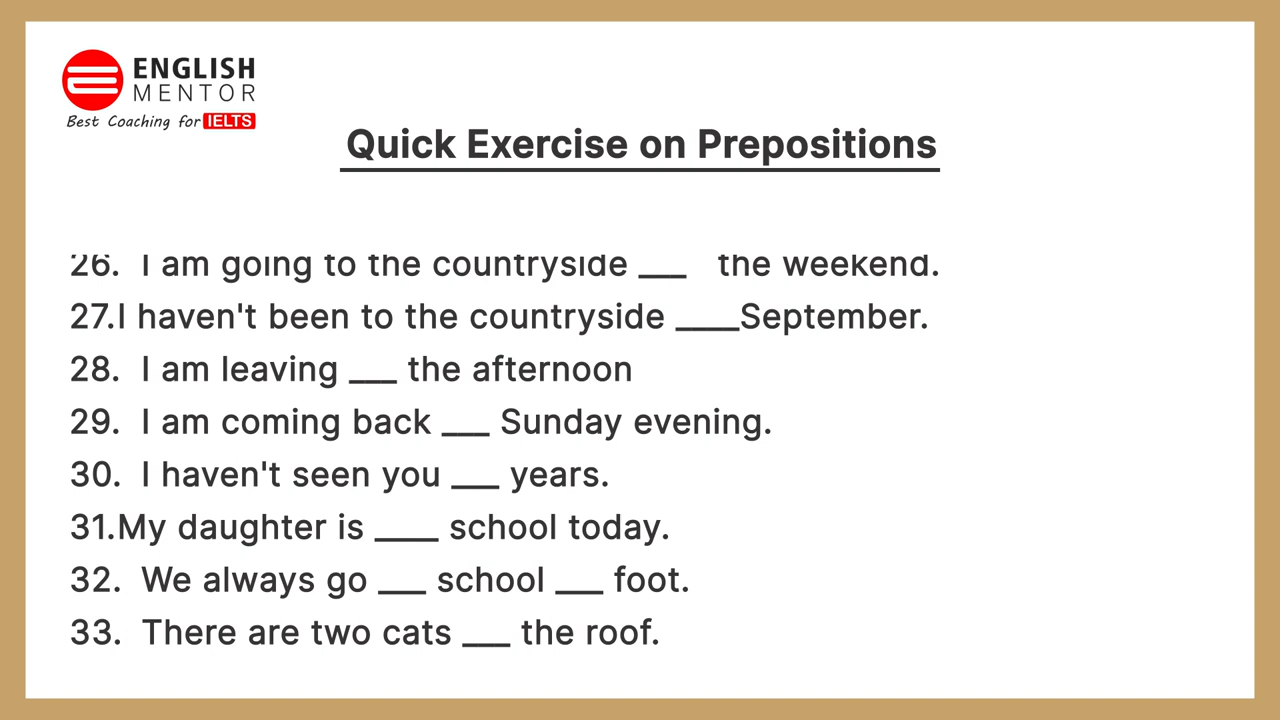 ENGLISH
MENTOR
Best Coaching for IELTS
Quick Exercise on Prepositions
26. I am going to the countryside ___ the weekend.
27.I haven't been to the countryside ____September.
28. I am leaving ___ the afternoon
29. I am coming back ___ Sunday evening.
30. I haven't seen you ___ years.
31.My daughter is ____ school today.
32. We always go ___ school ___ foot.
33. There are two cats ___ the roof.